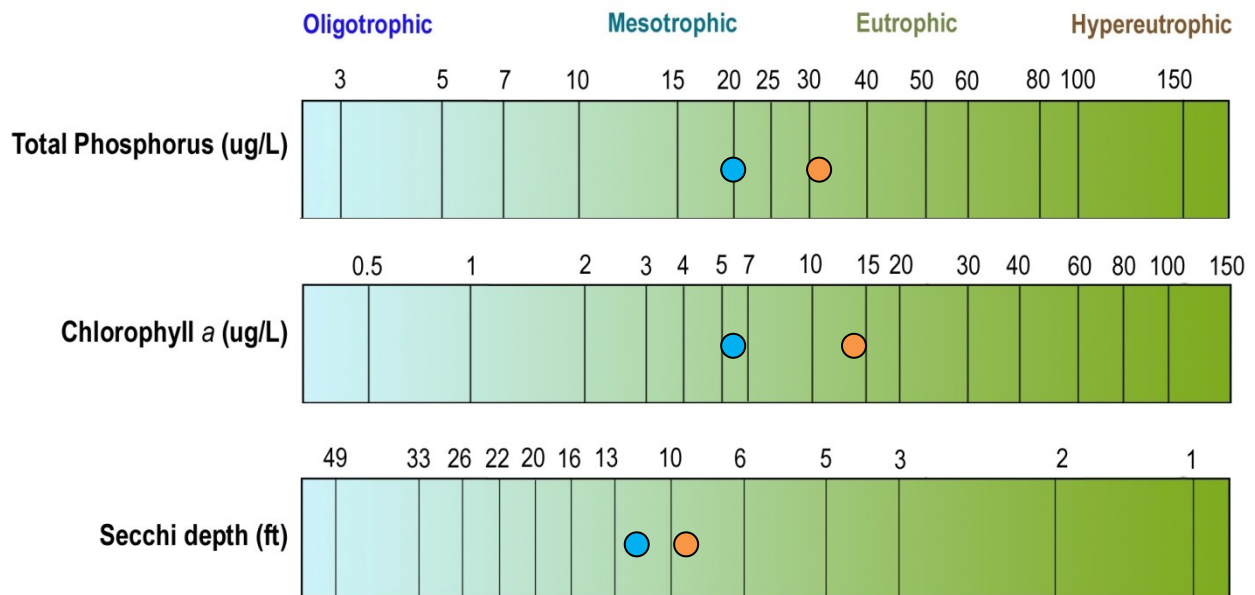 Oligotrophic Mesotrophic Eutrophic Hypereutrophic
3 5 7 10 15 20 25 30 40 50 60 80 100 150
Total Phosphorus (ug/L)
0.5 1 2 3 4 5 7 10 15 20 30 40 60 80 100 150
Chlorophyll a (ug/L)
49 33 26 22 20 16 13 10 6 5 3 2 1
Secchi depth (ft)